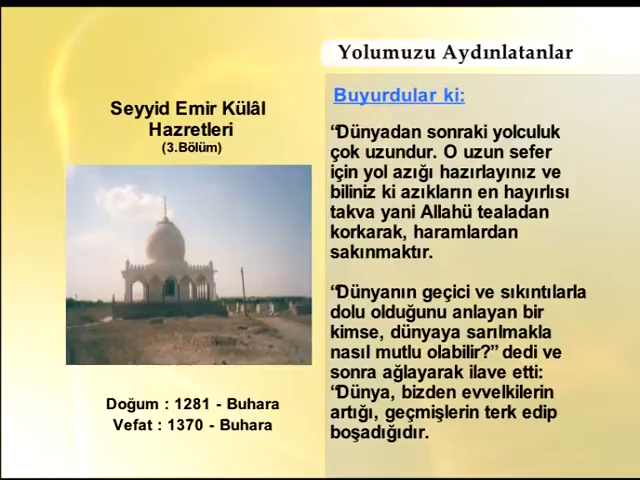 Yolumuzu Aydınlatanlar
Seyyid Emir Külâl
Hazretleri
(3.Bölüm)
Doğum : 1281 - Buhara
Vefat : 1370 - Buhara
Buyurdular ki:
“Dünyadan sonraki yolculuk
çok uzundur. O uzun sefer
için yol azığı hazırlayınız ve
biliniz ki azıkların en hayırlısı
takva yani Allahü tealadan
korkarak, haramlardan
sakınmaktır.
“Dünyanın geçici ve sıkıntılarla
dolu olduğunu anlayan bir
kimse, dünyaya sarılmakla
nasıl mutlu olabilir?” dedi ve
sonra ağlayarak ilave etti:
“Dünya, bizden evvelkilerin
artığı, geçmişlerin terk edip
boşadığıdır.